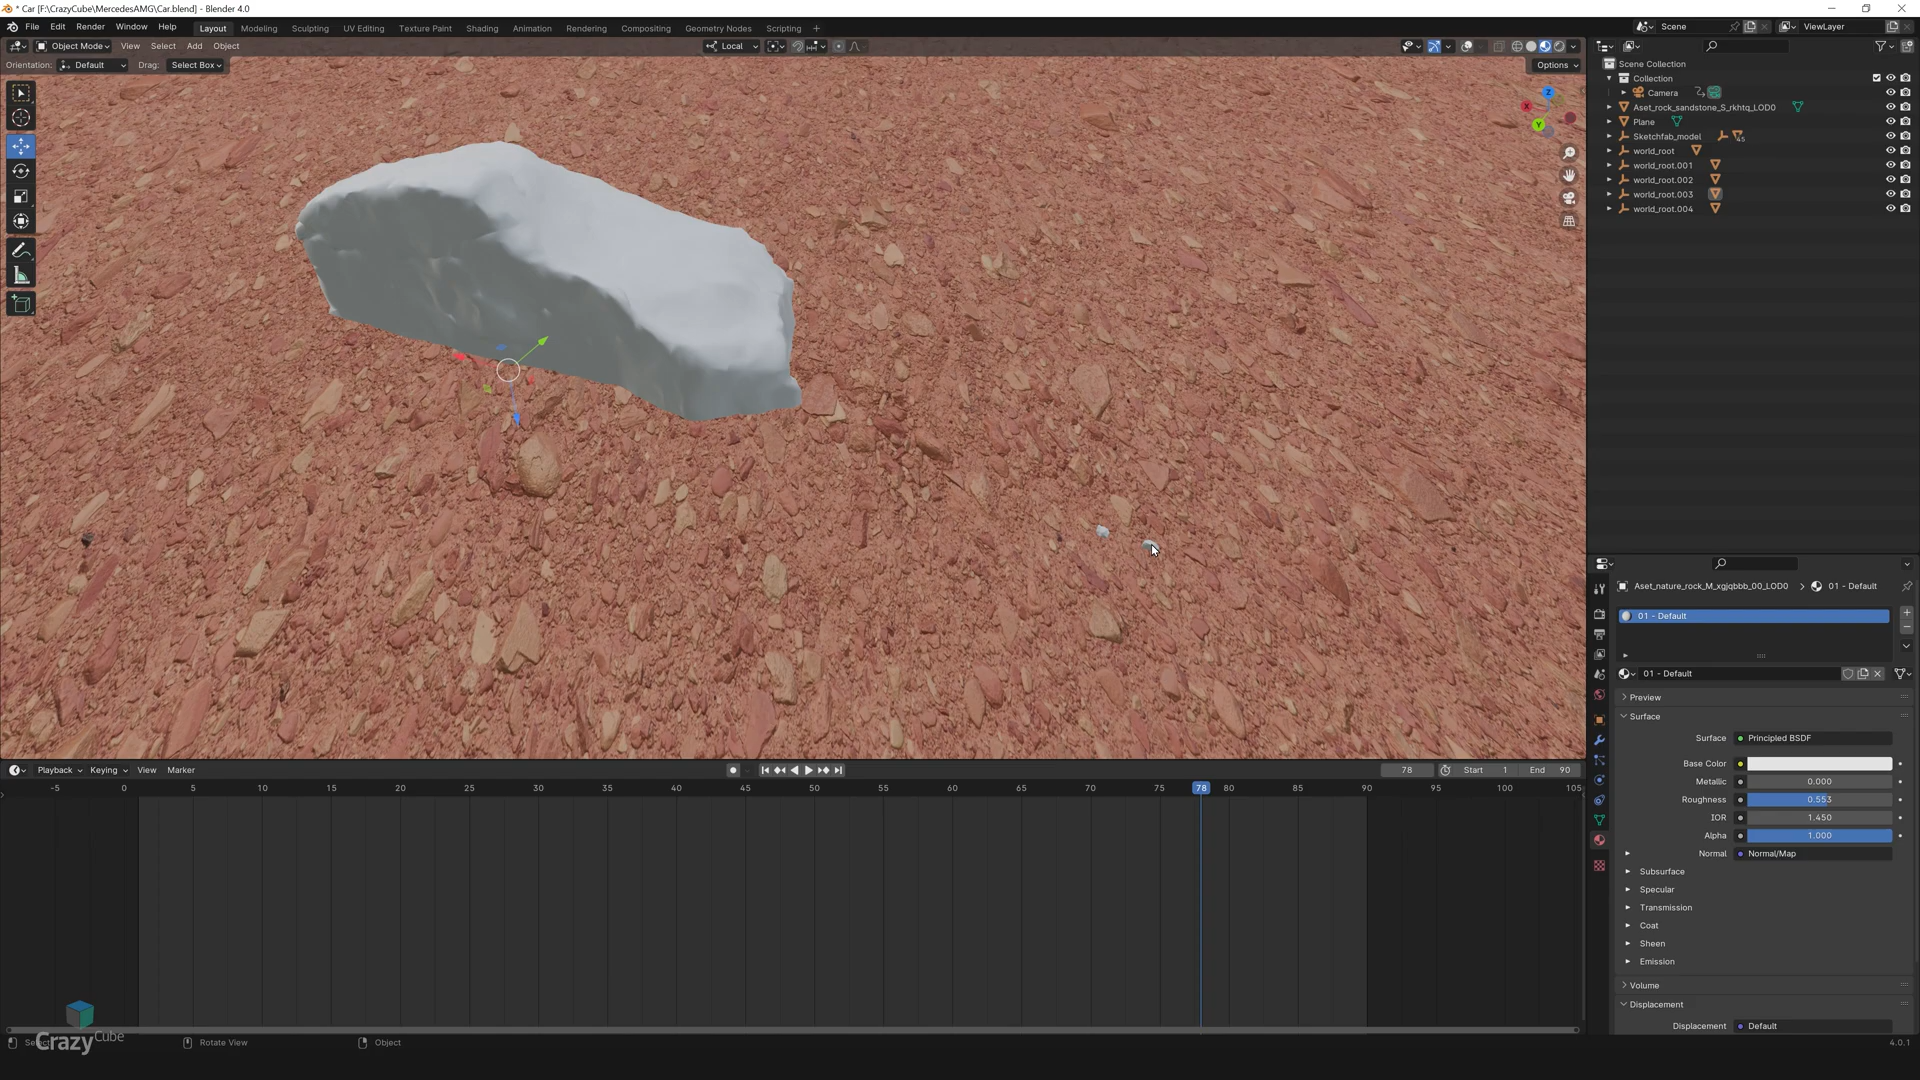 * Car [F:\CrazyCube\MercedesAMG\Car.blend] - Blender 4.0
File Edit Render Window Help Layout Modeling Sculpting UV Editing Texture Paint Shading Animation Rendering Compositing Geometry Nodes Scripting + Scene ViewLayer
Object Mode View Select Add Object Local
Orientation: Default Drag: Select Box Options
Z
X
Y
Scene Collection
Collection
Camera
Aset_rock_sandstone_S_rkhtq_LOD0
Plane
Sketchfab_model 45
world_root
world_root.001
world_root.002
world_root.003
world_root.004
Aset_nature_rock_M_xgjqbbb_00_LOD0 > 01 - Default
01 - Default
01 - Default
Preview
Surface
Surface Principled BSDF
Base Color
Metallic 0.000
Roughness 0.553
IOR 1.450
Alpha 1.000
Normal Normal/Map
Subsurface
Specular
Transmission
Coat
Sheen
Emission
Volume
Displacement
Displacement Default
Playback Keying View Marker 78 Start 1 End 90
-5 0 5 10 15 20 25 30 35 40 45 50 55 60 65 70 75 78 80 85 90 95 100 105
Crazy Cube
Rotate View Object 4.0.1